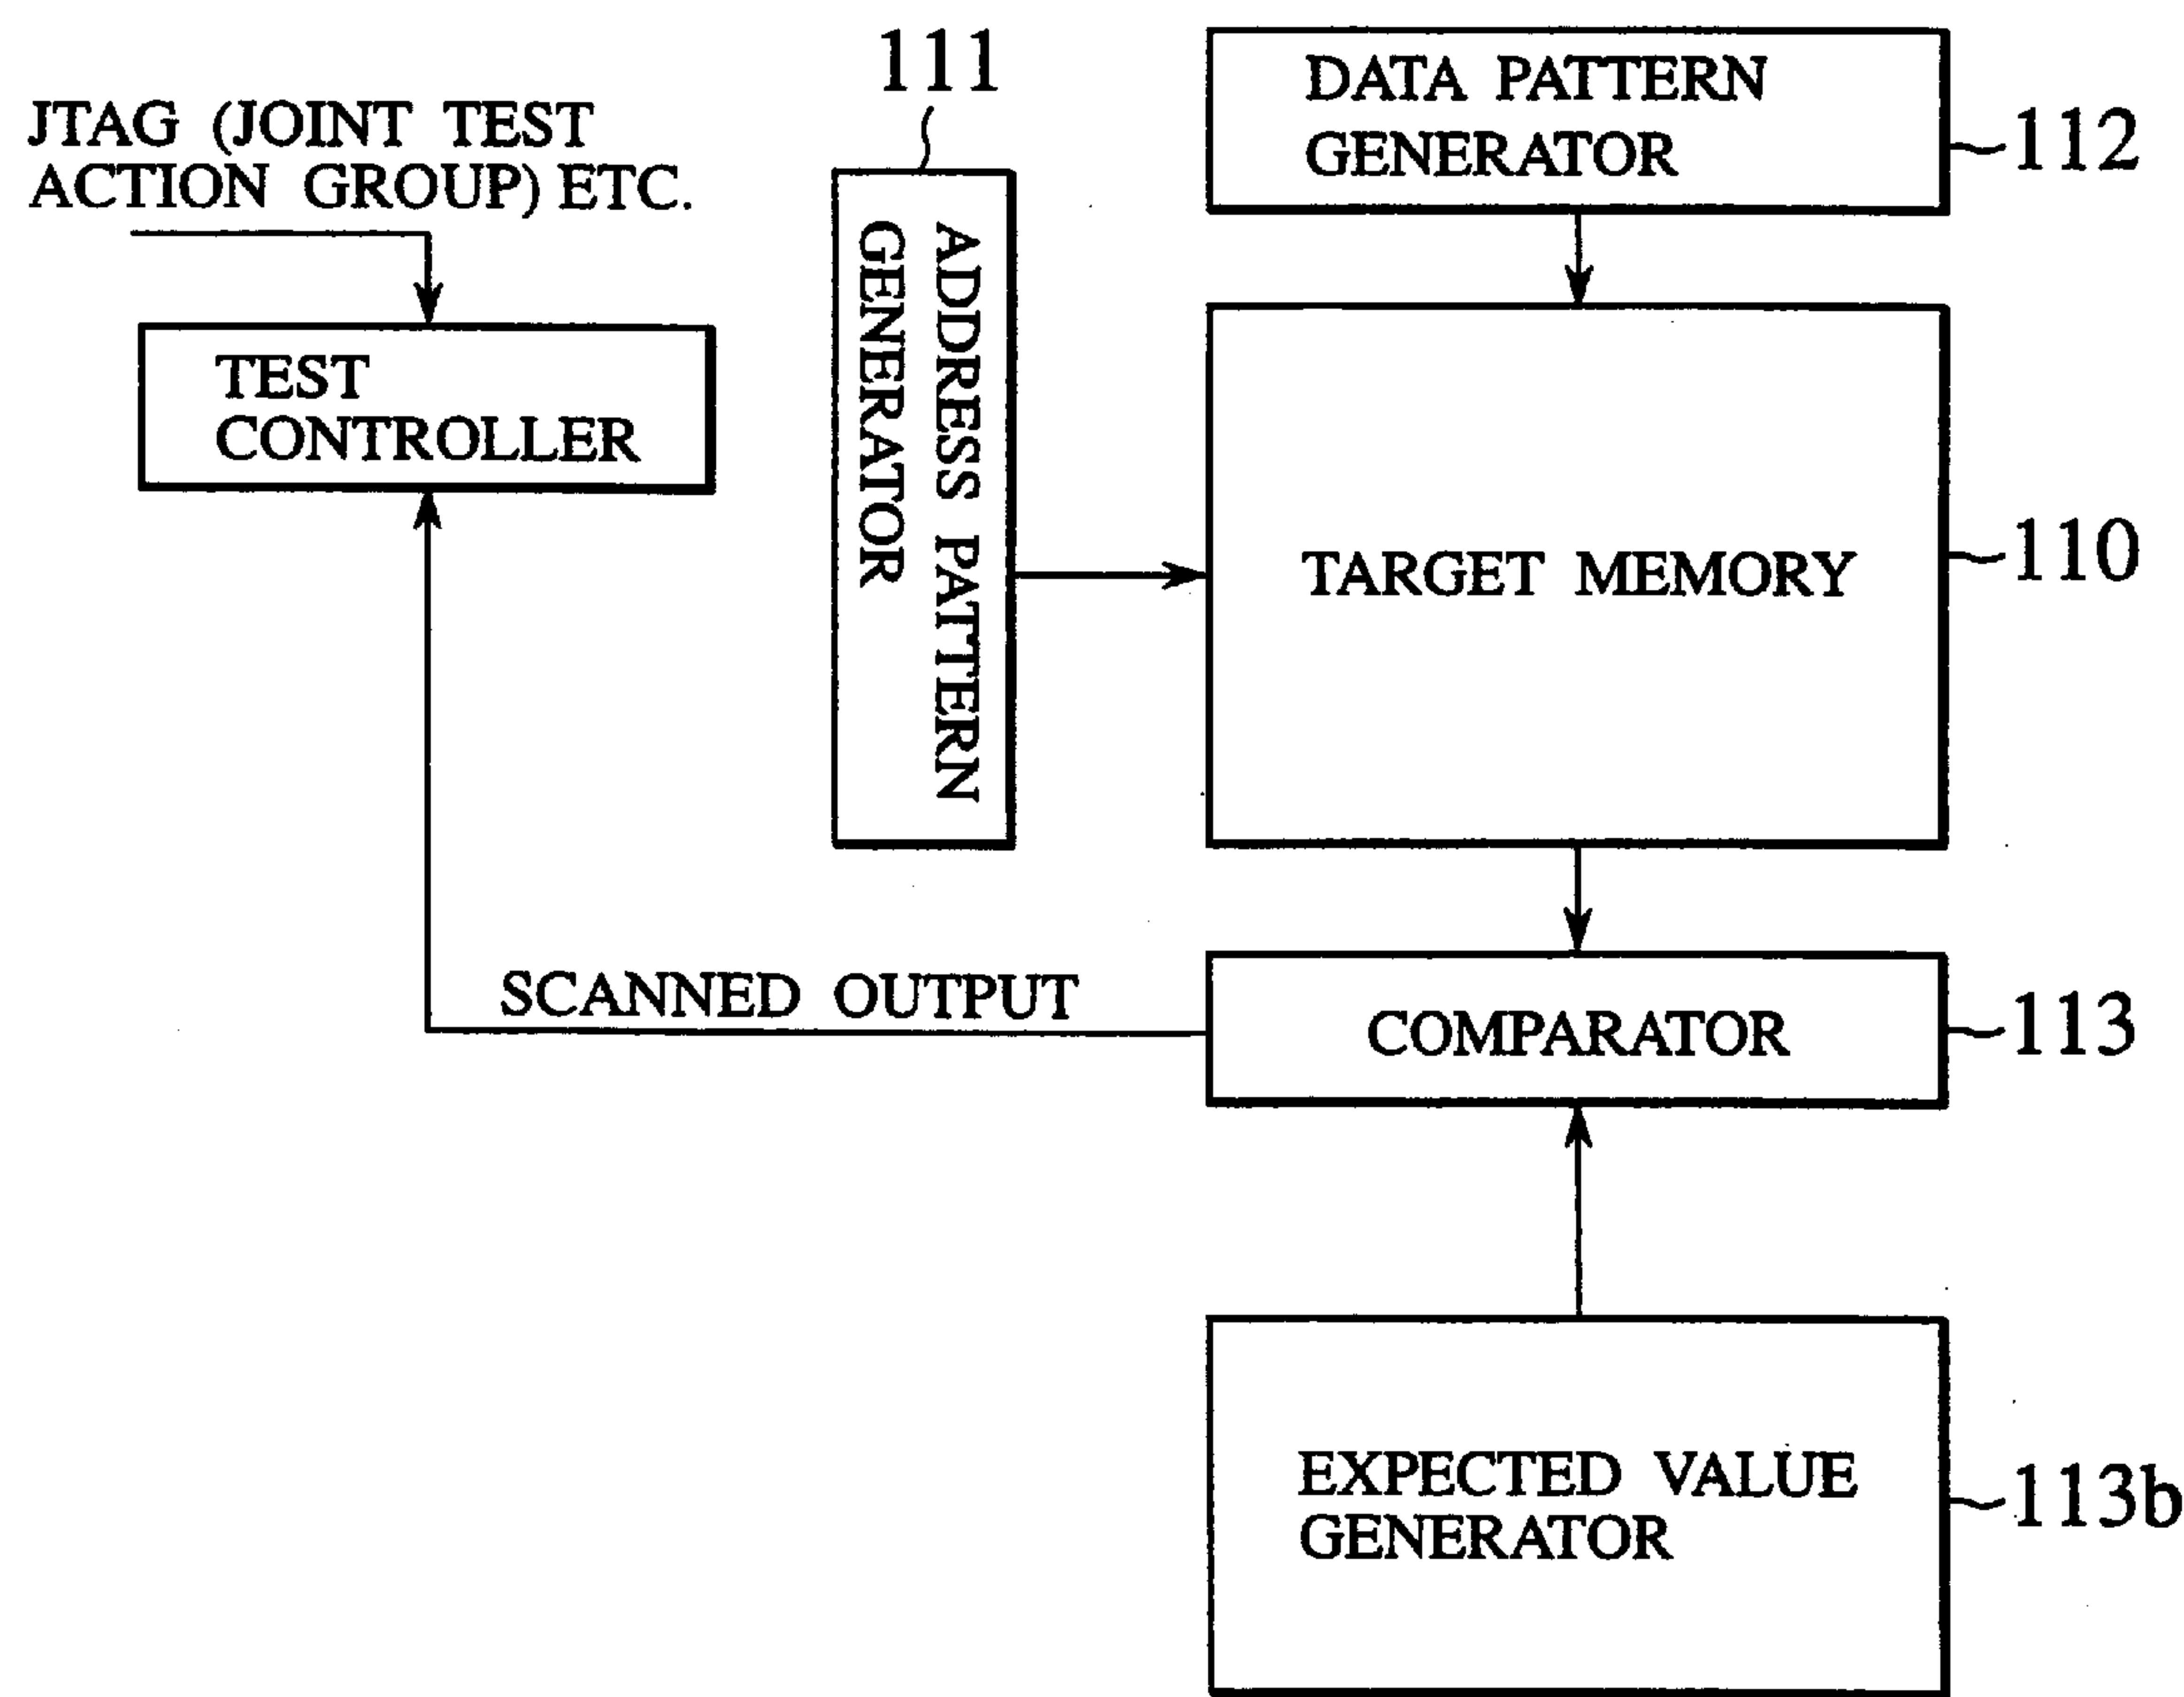 111
DATA PATTERN
GENERATOR
112
JTAG (JOINT TEST
ACTION GROUP) ETC.
TEST
CONTROLLER
ADDRESS PATTERN
GENERATOR
TARGET MEMORY
110
SCANNED OUTPUT
COMPARATOR
113
EXPECTED VALUE
GENERATOR
113b